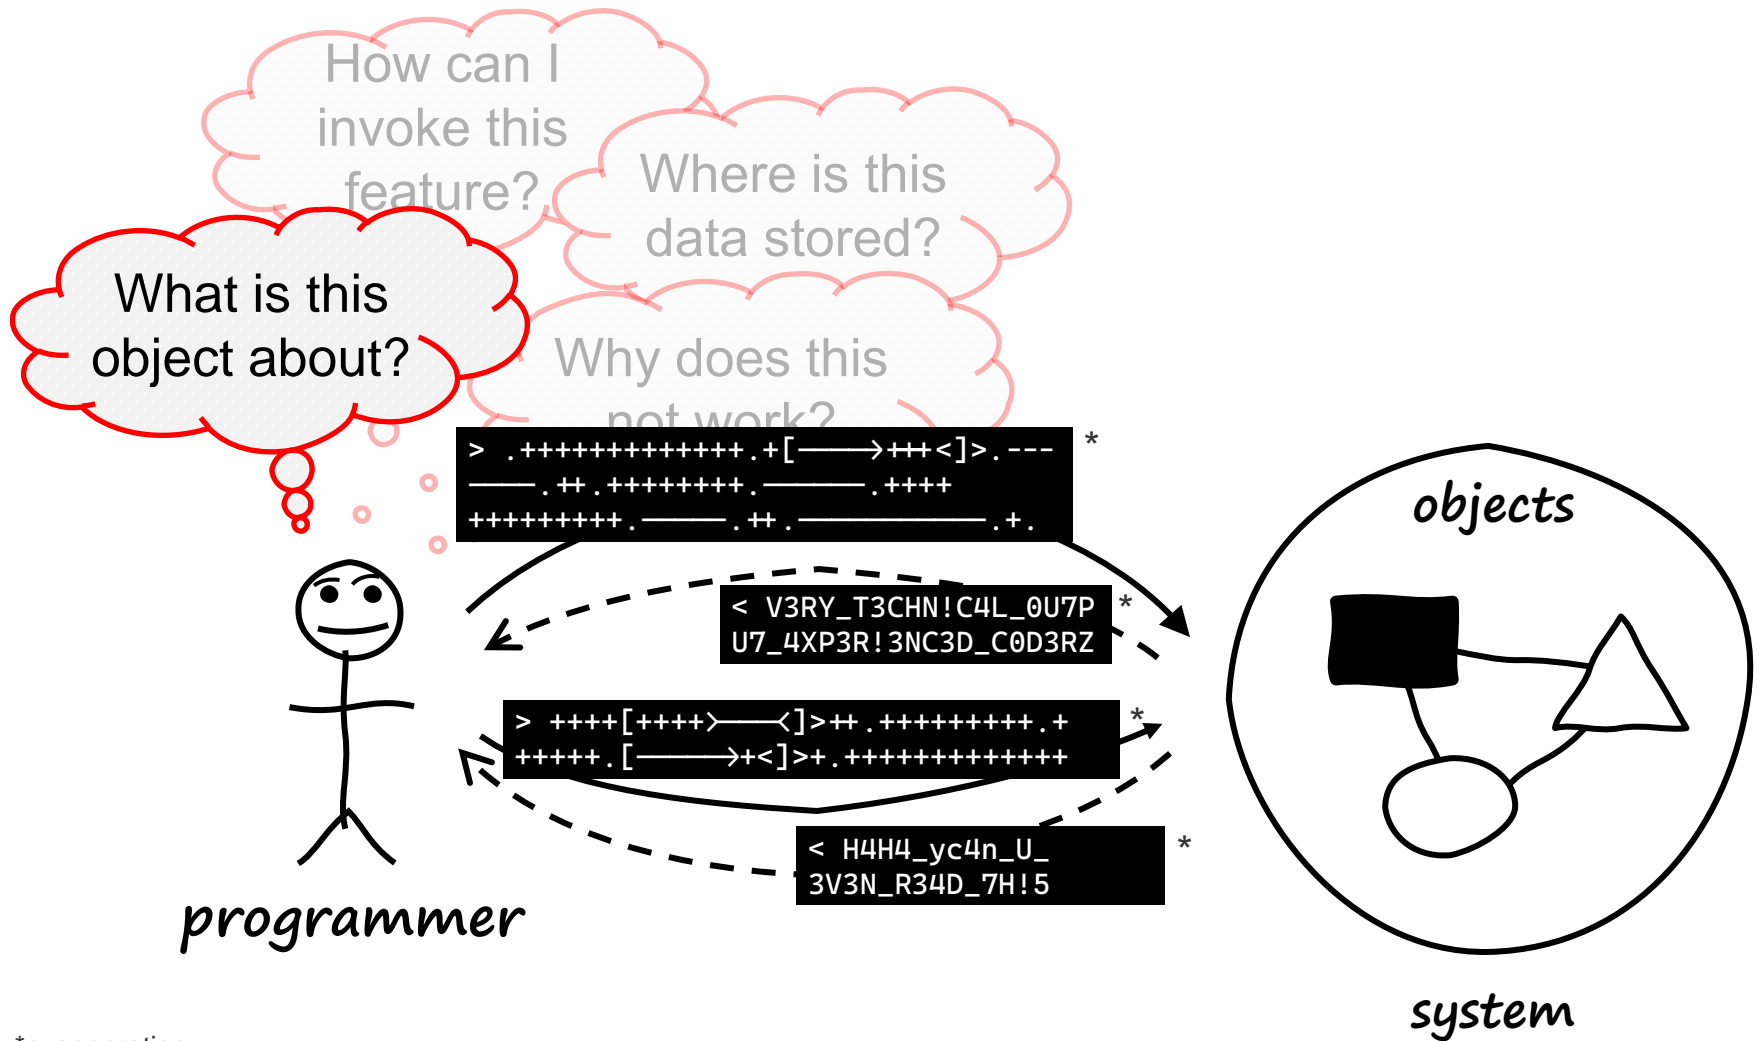 How can I
invoke this
feature?
Where is this
data stored?
What is this
object about?
Why does this
not work?
> .+++++++++++++.+[----->+++<]>.---
----.++.++++++++.------.++++
+++++++++.-----.++.-----------.+.
*
objects
< V3RY_T3CHN!C4L_0U7P
U7_4XP3R!3NC3D_C0D3RZ
*
> ++++[++++>----<]>++.+++++++++.+
+++++.[------>+<]>+.+++++++++++++
*
< H4H4_yc4n_U_
3V3N_R34D_7H!5
*
programmer
system